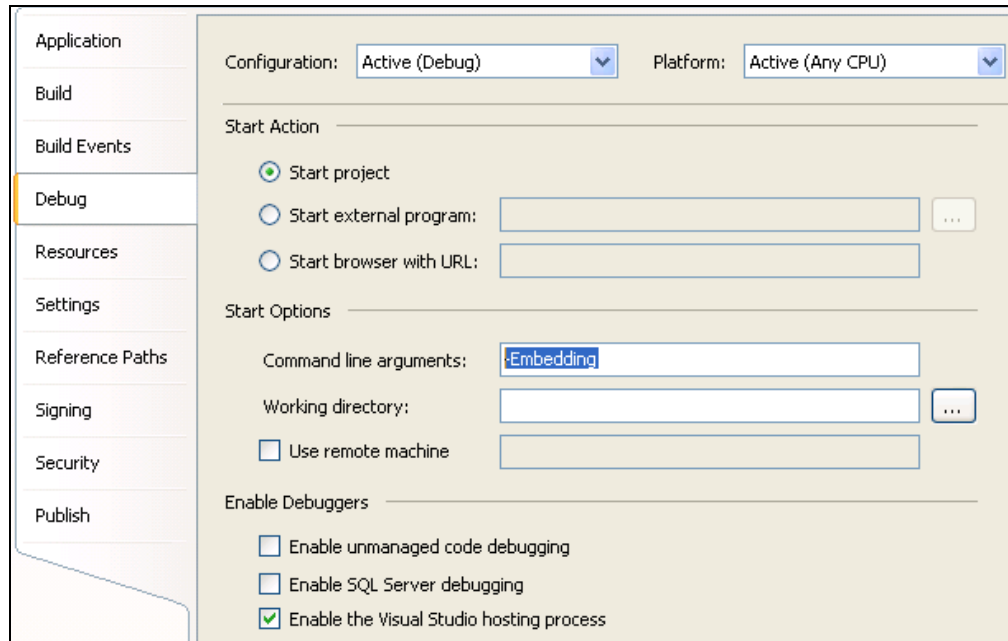 Application
Build
Build Events
Debug
Resources
Settings
Reference Paths
Signing
Security
Publish
Configuration: Active (Debug) Platform: Active (Any CPU)
Start Action
Start project
Start external program: ...
Start browser with URL:
Start Options
Command line arguments: -Embedding
Working directory: ...
Use remote machine
Enable Debuggers
Enable unmanaged code debugging
Enable SQL Server debugging
Enable the Visual Studio hosting process